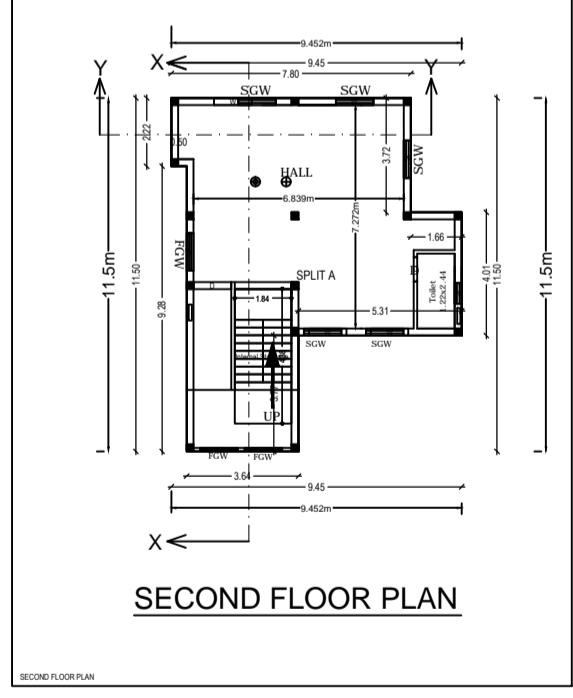 9.452m
X
9.45
Y
Y
7.80
SGW
SGW
W
2.22
0.50
3.72
SGW
HALL
6.839m
7.272m
1.66
FGW
D
SPLIT A
4.01
11.5m
11.50
11.50
11.5m
D
Toilet
1.22x2.44
9.28
1.84
5.31
SGW
SGW
UP
FGW
FGW
3.64
9.45
9.452m
X
SECOND FLOOR PLAN
SECOND FLOOR PLAN